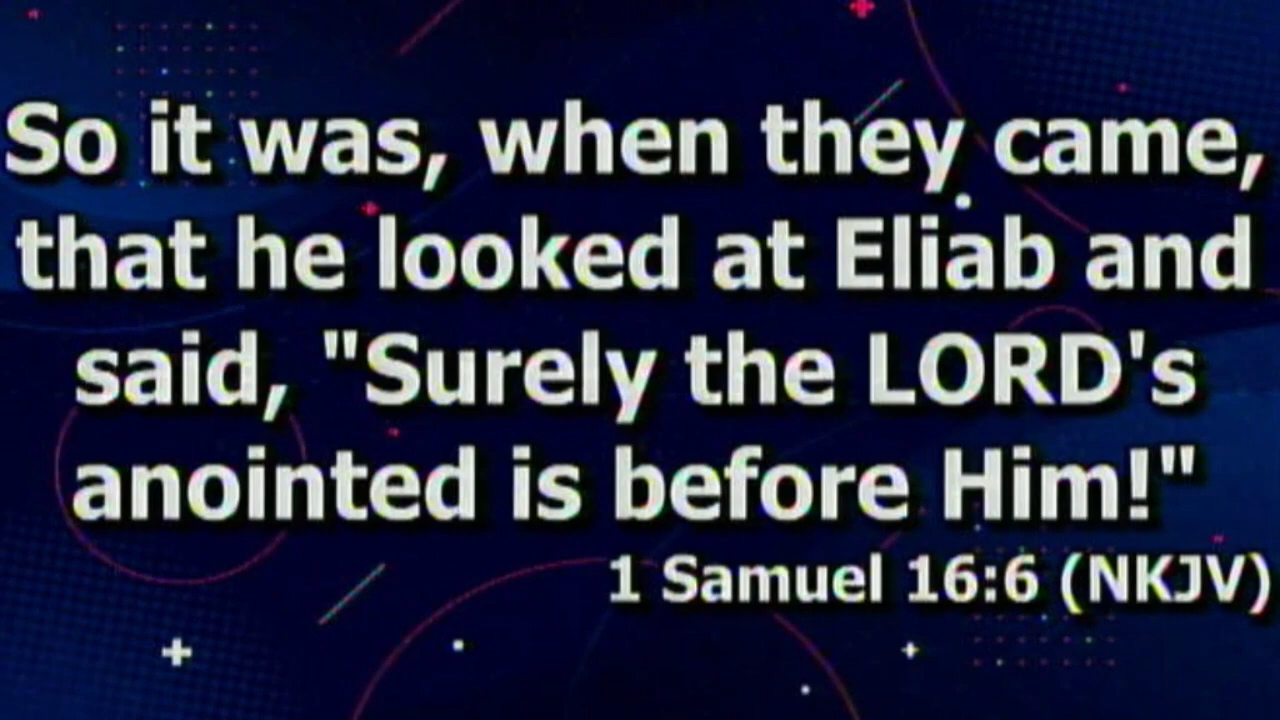 So it was, when they came,
that he looked at Eliab and
said, "Surely the LORD's
anointed is before Him!"
1 Samuel 16:6 (NKJV)